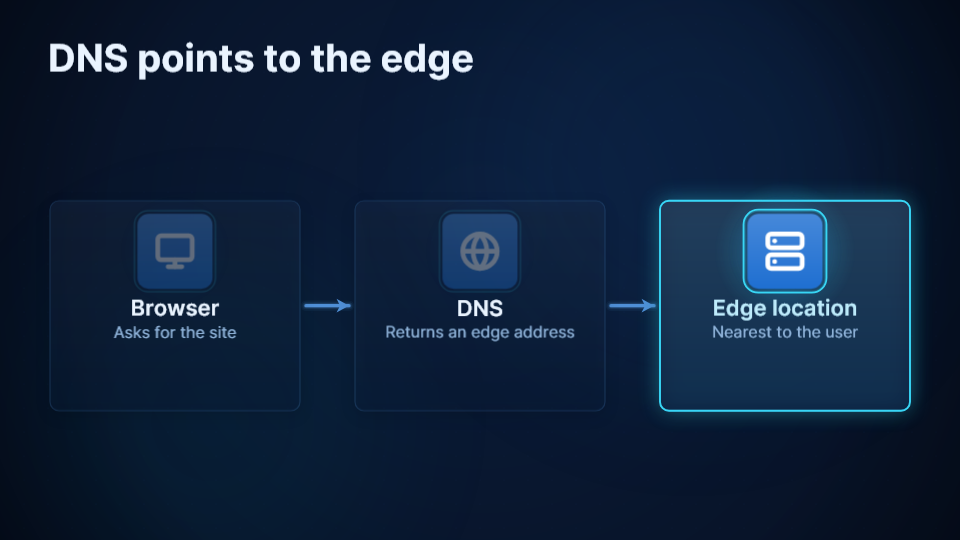 DNS points to the edge
Browser
Asks for the site
DNS
Returns an edge address
Edge location
Nearest to the user